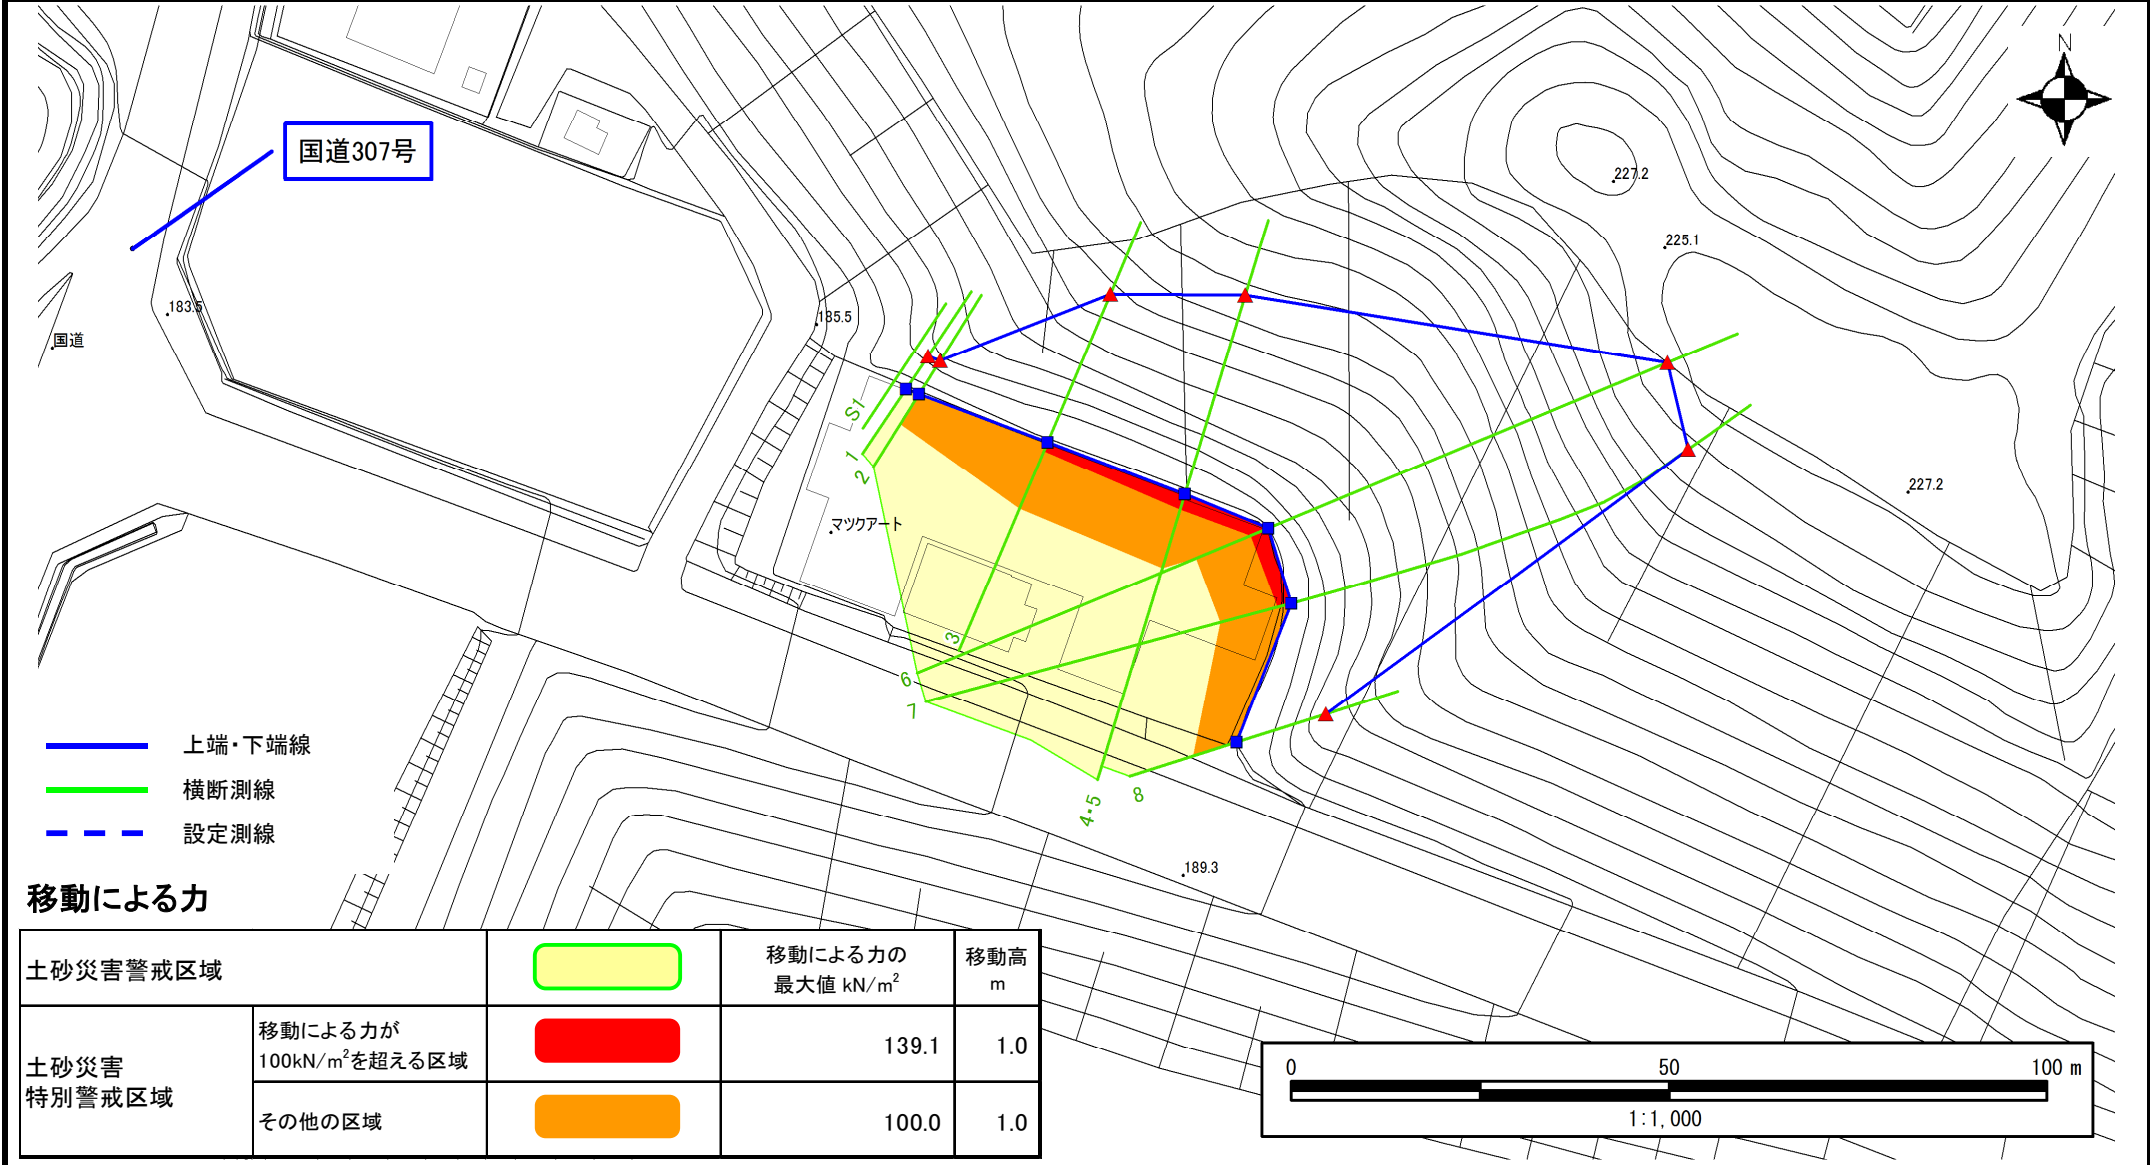 N
国道307号
227.2
225.1
183.5
185.5
国道
S1
1
2
マツクアート
227.2
3
6
7
4・5
8
189.3
上端・下端線
横断測線
設定測線
移動による力
土砂災害警戒区域
移動による力の
最大値 kN/m²
移動高
m
土砂災害
特別警戒区域
移動による力が
100kN/m²を超える区域
139.1
1.0
その他の区域
100.0
1.0
0
50
100 m
1:1,000